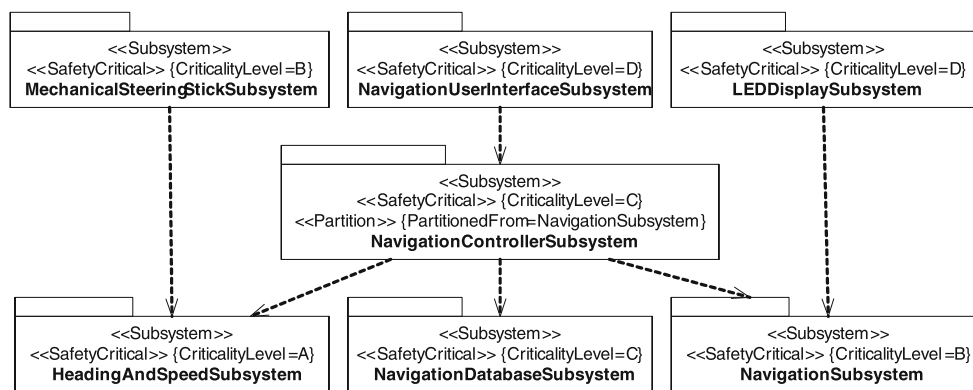 <<Subsystem>>
<<SafetyCritical>> {CriticalityLevel=B}
MechanicalSteeringStickSubsystem
<<Subsystem>>
<<SafetyCritical>> {CriticalityLevel=D}
NavigationUserInterfaceSubsystem
<<Subsystem>>
<<SafetyCritical>> {CriticalityLevel=D}
LEDDisplaySubsystem
<<Subsystem>>
<<SafetyCritical>> {CriticalityLevel=C}
<<Partition>> {PartitionedFrom=NavigationSubsystem}
NavigationControllerSubsystem
<<Subsystem>>
<<SafetyCritical>> {CriticalityLevel=A}
HeadingAndSpeedSubsystem
<<Subsystem>>
<<SafetyCritical>> {CriticalityLevel=C}
NavigationDatabaseSubsystem
<<Subsystem>>
<<SafetyCritical>> {CriticalityLevel=B}
NavigationSubsystem